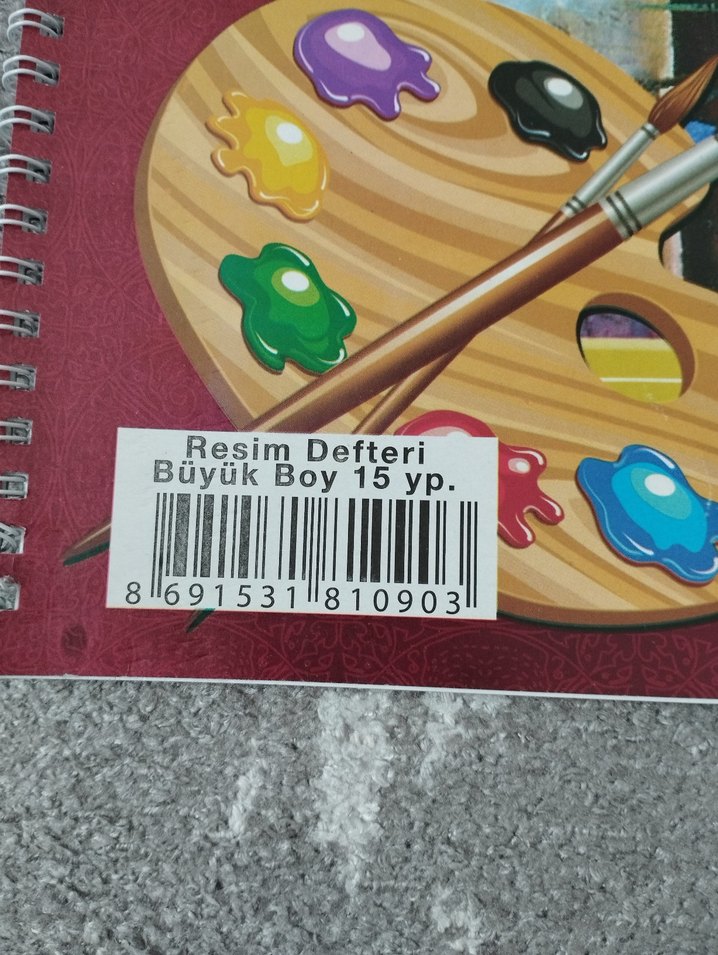 Resim Defteri
Büyük Boy 15 yp.
8 691531 810903